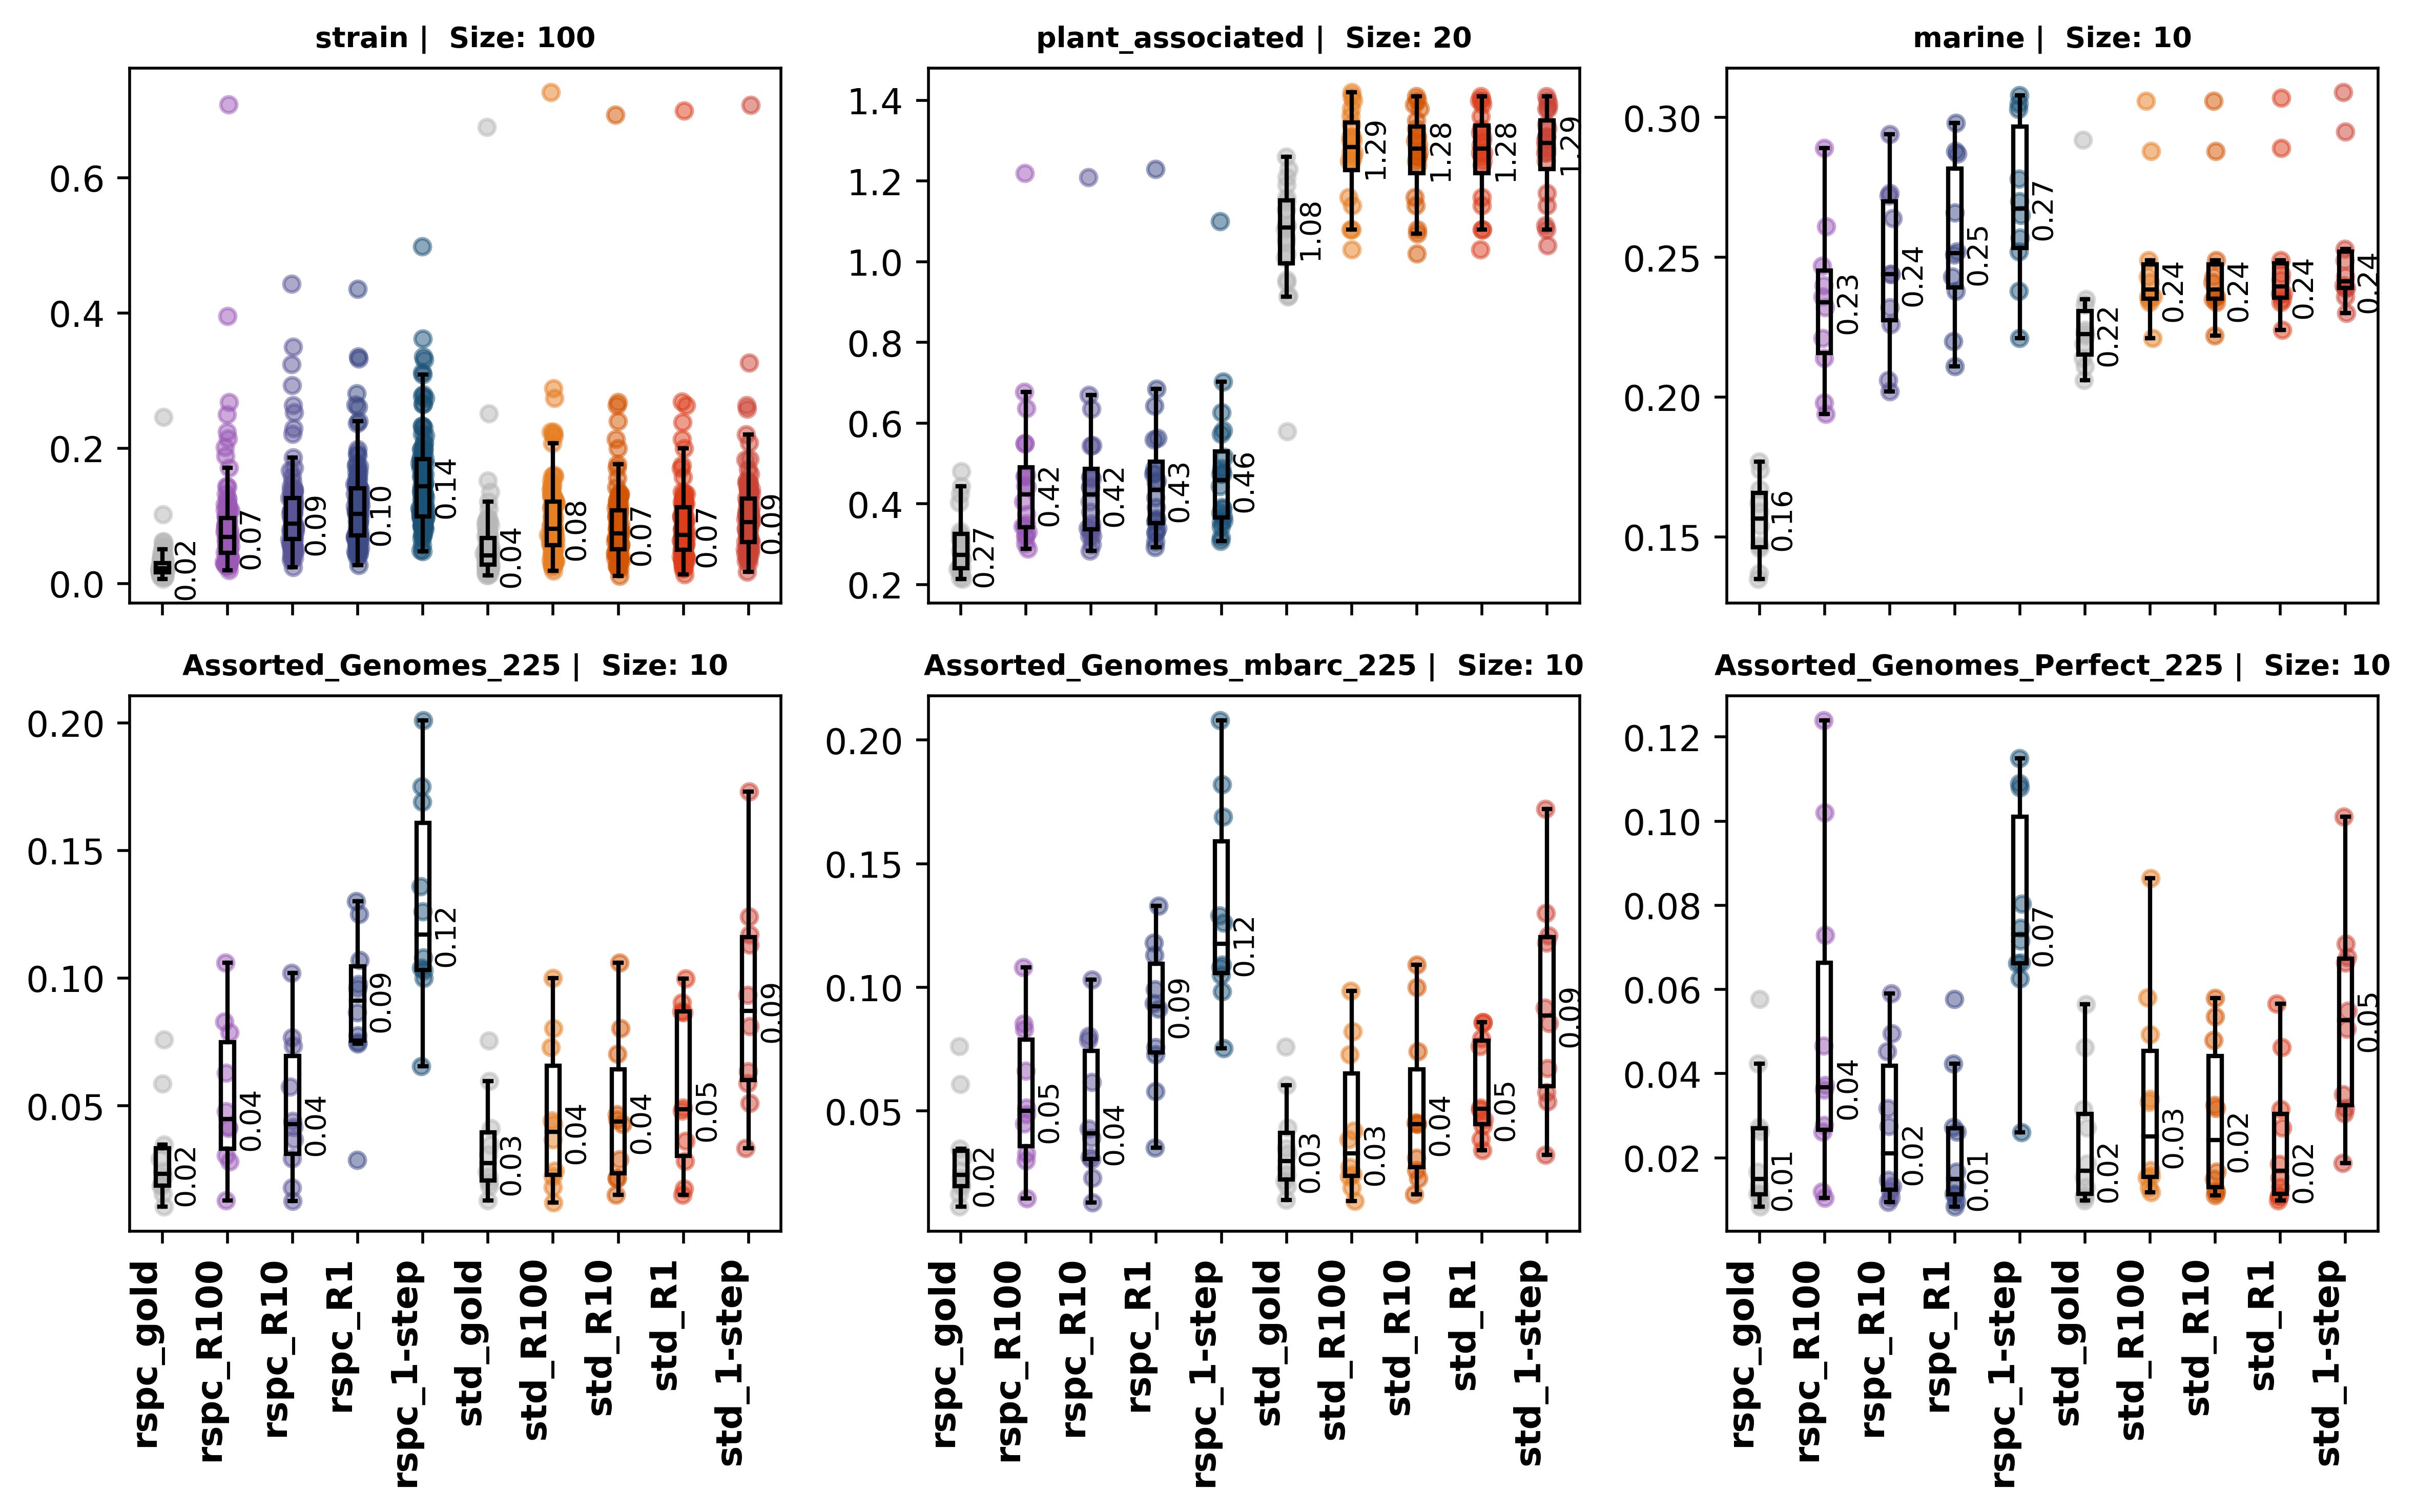 strain | Size: 100
0.6
0.4
0.2
0.0
0.02
0.07
0.09
0.10
0.14
0.04
0.08
0.07
0.07
0.09
plant_associated | Size: 20
1.4
1.2
1.0
0.8
0.6
0.4
0.2
0.27
0.42
0.42
0.43
0.46
1.08
1.29
1.28
1.28
1.29
marine | Size: 10
0.30
0.25
0.20
0.15
0.16
0.23
0.24
0.25
0.27
0.22
0.24
0.24
0.24
0.24
Assorted_Genomes_225 | Size: 10
0.20
0.15
0.10
0.05
0.02
0.04
0.04
0.09
0.12
0.03
0.04
0.04
0.05
0.09
rspc_gold
rspc_R100
rspc_R10
rspc_R1
rspc_1-step
std_gold
std_R100
std_R10
std_R1
std_1-step
Assorted_Genomes_mbarc_225 | Size: 10
0.20
0.15
0.10
0.05
0.02
0.05
0.04
0.09
0.12
0.03
0.03
0.04
0.05
0.09
rspc_gold
rspc_R100
rspc_R10
rspc_R1
rspc_1-step
std_gold
std_R100
std_R10
std_R1
std_1-step
Assorted_Genomes_Perfect_225 | Size: 10
0.12
0.10
0.08
0.06
0.04
0.02
0.01
0.04
0.02
0.01
0.07
0.02
0.03
0.02
0.02
0.05
rspc_gold
rspc_R100
rspc_R10
rspc_R1
rspc_1-step
std_gold
std_R100
std_R10
std_R1
std_1-step